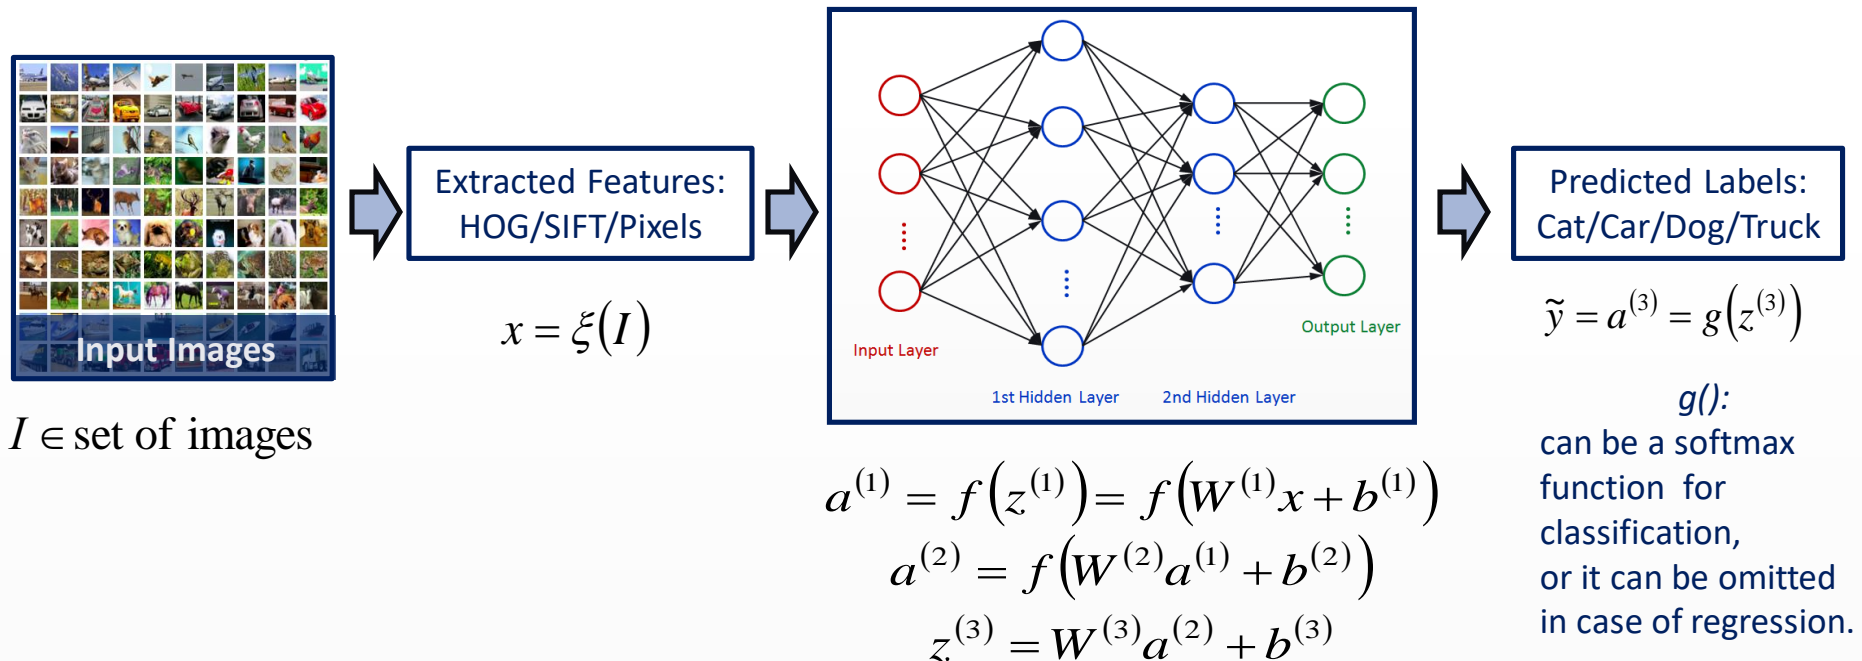 Input Images
I ∈ set of images
Extracted Features:
HOG/SIFT/Pixels
x = ξ(I)
Input Layer
1st Hidden Layer
2nd Hidden Layer
Output Layer
a^(1) = f(z^(1)) = f(W^(1)x + b^(1))
a^(2) = f(W^(2)a^(1) + b^(2))
z^(3) = W^(3)a^(2) + b^(3)
Predicted Labels:
Cat/Car/Dog/Truck
ỹ = a^(3) = g(z^(3))
g():
can be a softmax
function for
classification,
or it can be omitted
in case of regression.